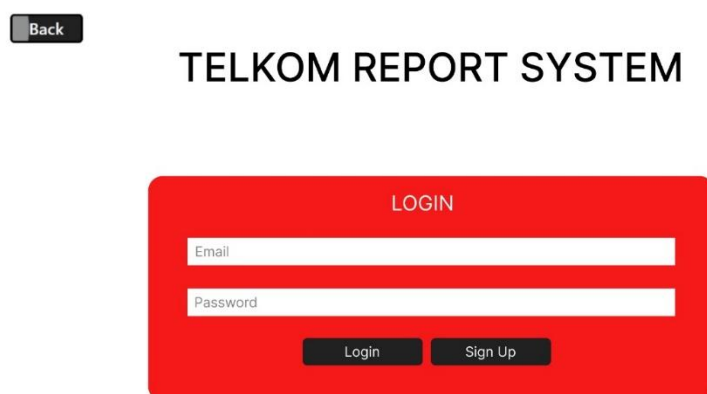 Back
TELKOM REPORT SYSTEM
LOGIN
Email
Password
Login Sign Up